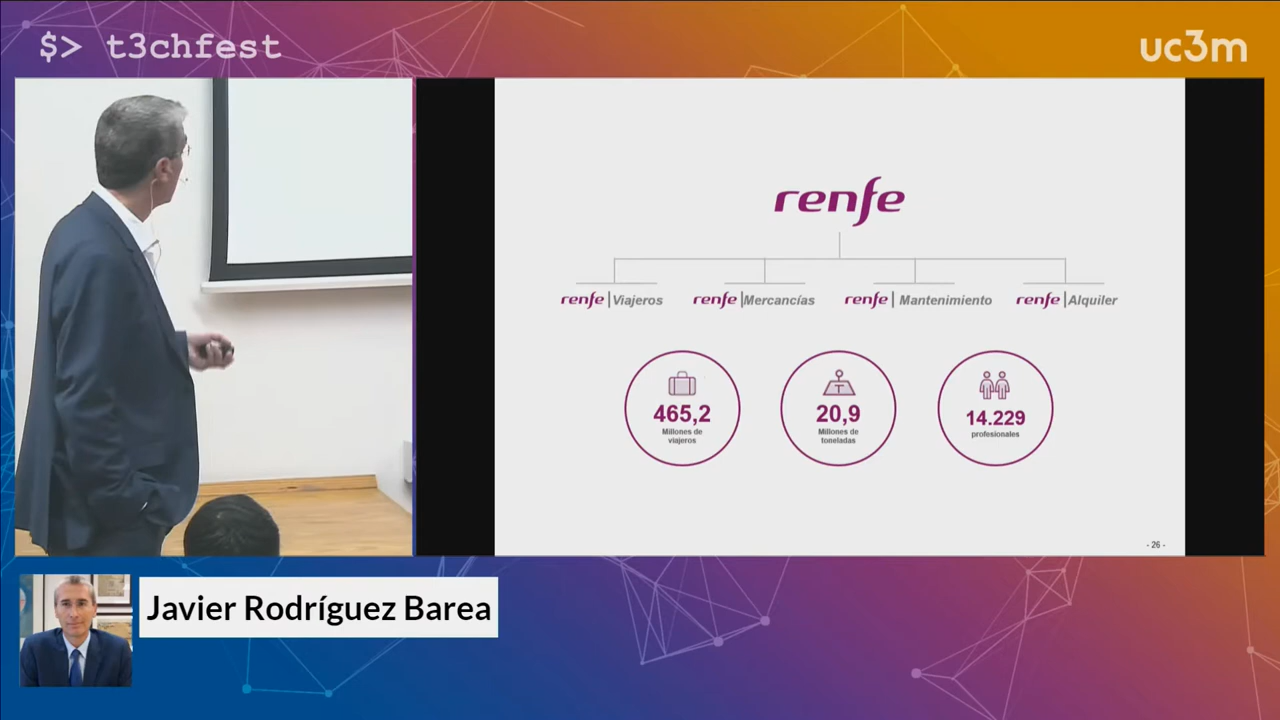 $> t3chfest
uc3m
renfe
renfe | Viajeros
renfe | Mercancías
renfe | Mantenimiento
renfe | Alquiler
465,2
Millones de
viajeros
T
20,9
Millones de
toneladas
14.229
profesionales
- 26 -
Javier Rodríguez Barea